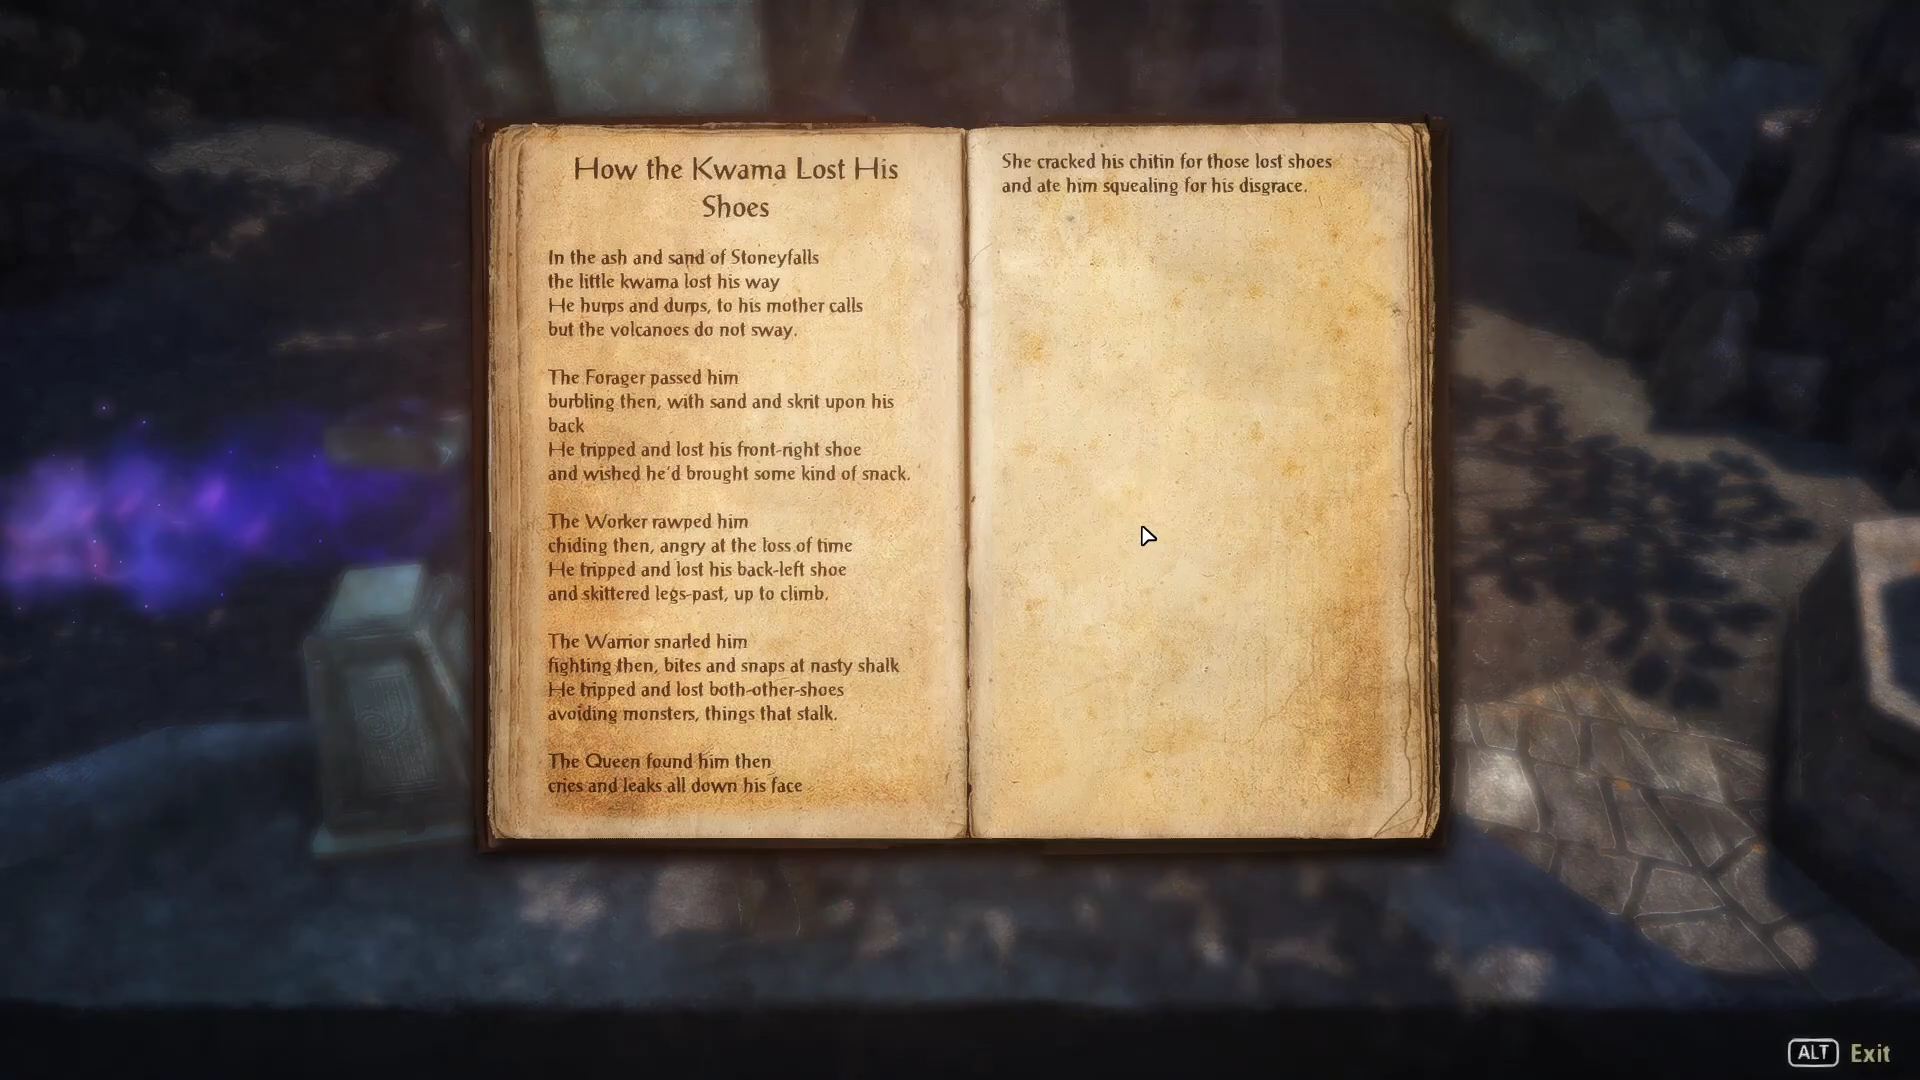 How the Kwama Lost His
Shoes
In the ash and sand of Stoneyfalls
the little kwama lost his way
He humps and dumps, to his mother calls
but the volcanoes do not sway.
The Forager passed him
burbling then, with sand and skrit upon his
back
He tripped and lost his front-right shoe
and wished he'd brought some kind of snack.
The Worker rawped him
chiding then, angry at the loss of time
He tripped and lost his back-left shoe
and skittered legs-past, up to climb.
The Warrior snarled him
fighting then, bites and snaps at nasty shalk
He tripped and lost both-other-shoes
avoiding monsters, things that stalk.
The Queen found him then
cries and leaks all down his face
She cracked his chitin for those lost shoes
and ate him squealing for his disgrace.
ALT Exit